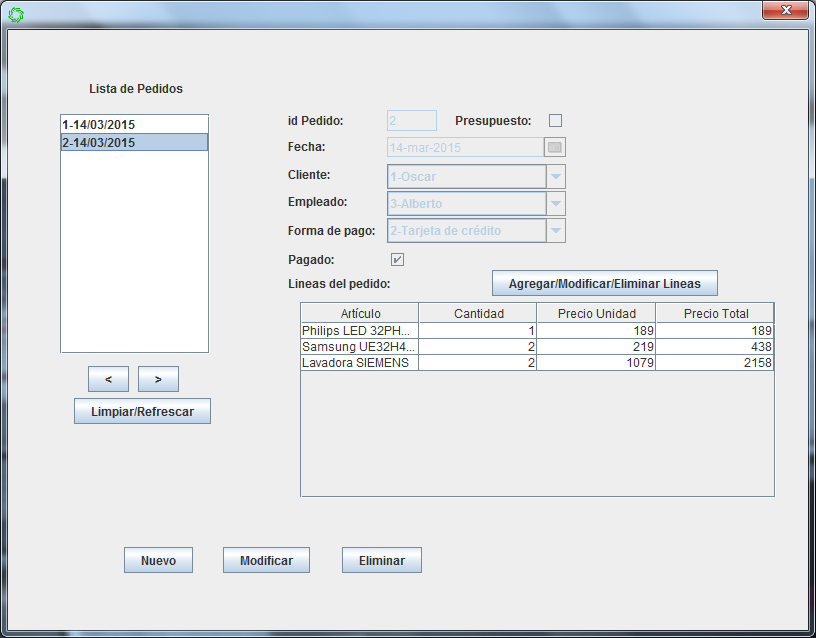 Lista de Pedidos
1-14/03/2015
2-14/03/2015
<
>
Limpiar/Refrescar
id Pedido: 2 Presupuesto:
Fecha: 14-mar-2015
Cliente: 1-Oscar
Empleado: 3-Alberto
Forma de pago: 2-Tarjeta de crédito
Pagado:
Lineas del pedido: Agregar/Modificar/Eliminar Lineas
Artículo Cantidad Precio Unidad Precio Total
Philips LED 32PH... 1 189 189
Samsung UE32H4... 2 219 438
Lavadora SIEMENS 2 1079 2158
Nuevo Modificar Eliminar